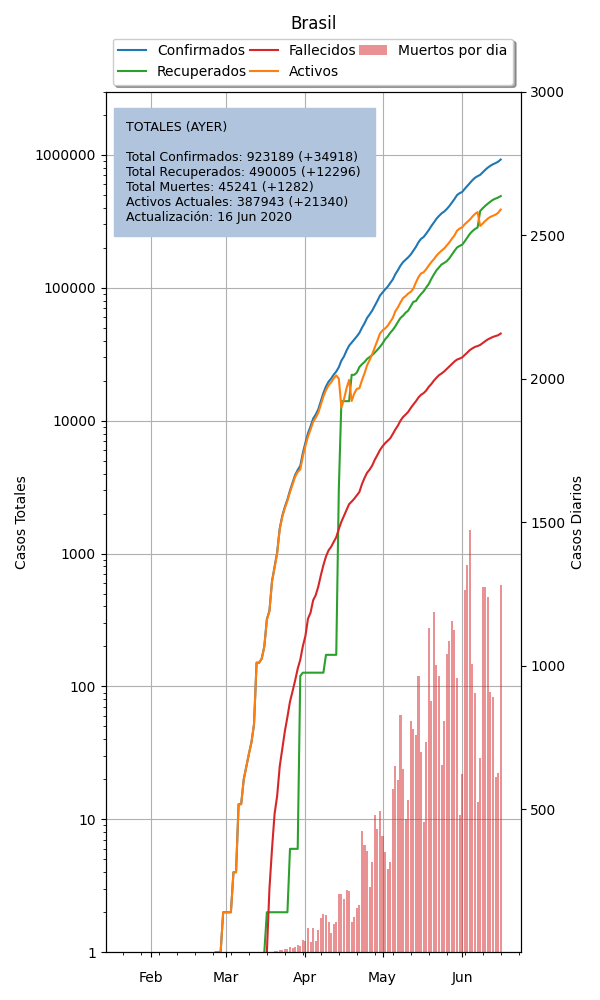 Brasil
Confirmados
Recuperados
Fallecidos
Activos
Muertos por dia
TOTALES (AYER)
Total Confirmados: 923189 (+34918)
Total Recuperados: 490005 (+12296)
Total Muertes: 45241 (+1282)
Activos Actuales: 387943 (+21340)
Actualización: 16 Jun 2020
Casos Totales
1000000
100000
10000
1000
100
10
1
Feb
Mar
Apr
May
Jun
3000
2500
2000
1500
1000
500
Casos Diarios